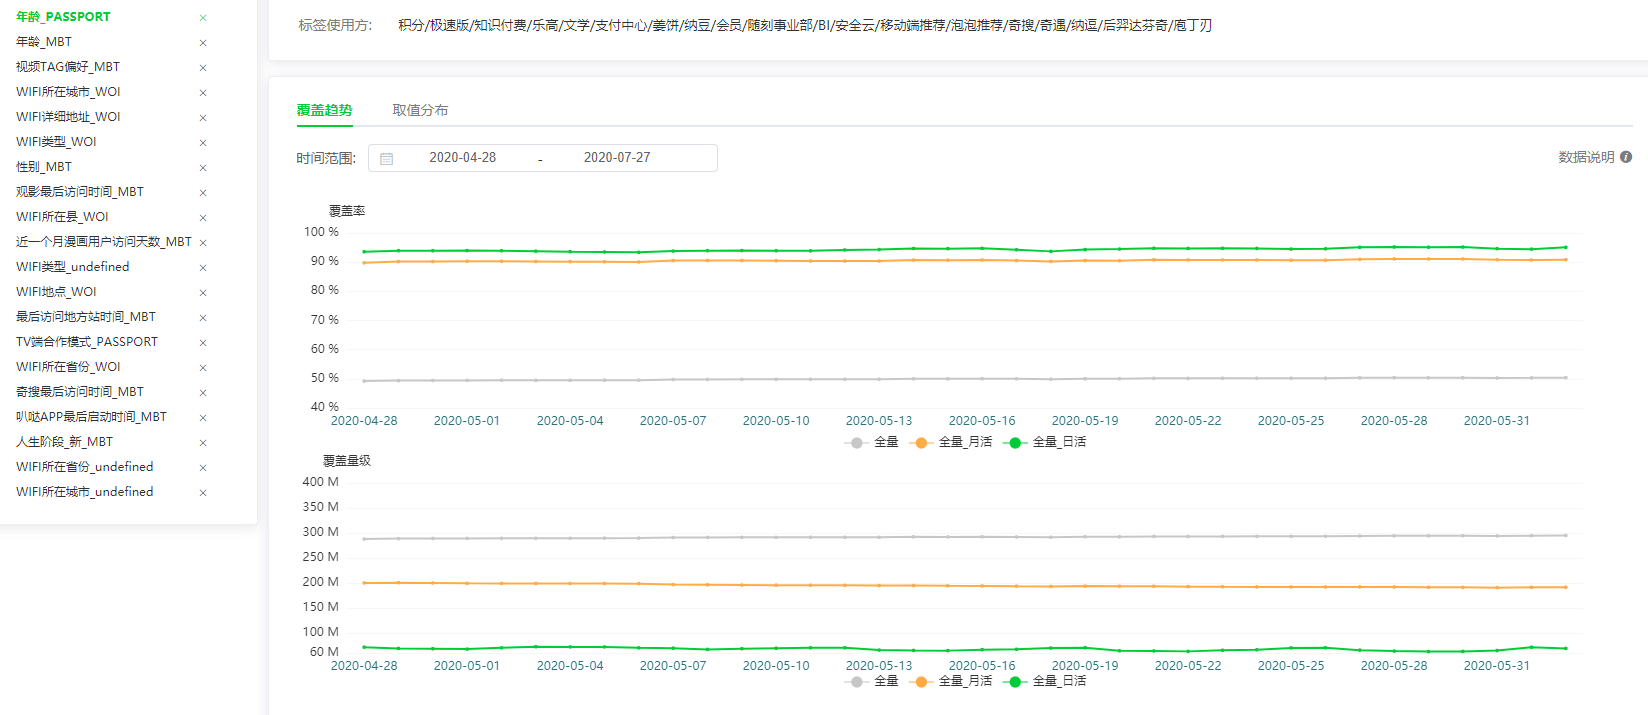 年龄_PASSPORT ×
年龄_MBT ×
视频TAG偏好_MBT ×
WIFI所在城市_WOI ×
WIFI详细地址_WOI ×
WIFI类型_WOI ×
性别_MBT ×
观影最后访问时间_MBT ×
WIFI所在县_WOI ×
近一个月漫画用户访问天数_MBT ×
WIFI类型_undefined ×
WIFI地点_WOI ×
最后访问地方站时间_MBT ×
TV端合作模式_PASSPORT ×
WIFI所在省份_WOI ×
奇搜最后访问时间_MBT ×
叭哒APP最后启动时间_MBT ×
人生阶段_新_MBT ×
WIFI所在省份_undefined ×
WIFI所在城市_undefined ×
标签使用方: 积分/极速版/知识付费/乐高/文学/支付中心/姜饼/纳豆/会员/随刻事业部/BI/安全云/移动端推荐/泡泡推荐/奇搜/奇遇/纳逗/后羿达芬奇/庖丁刃
覆盖趋势 取值分布
时间范围: 2020-04-28 - 2020-07-27 数据说明 i
覆盖率
100 %
90 %
80 %
70 %
60 %
50 %
40 %
2020-04-28 2020-05-01 2020-05-04 2020-05-07 2020-05-10 2020-05-13 2020-05-16 2020-05-19 2020-05-22 2020-05-25 2020-05-28 2020-05-31
全量 全量_月活 全量_日活
覆盖量级
400 M
350 M
300 M
250 M
200 M
150 M
100 M
60 M
2020-04-28 2020-05-01 2020-05-04 2020-05-07 2020-05-10 2020-05-13 2020-05-16 2020-05-19 2020-05-22 2020-05-25 2020-05-28 2020-05-31
全量 全量_月活 全量_日活